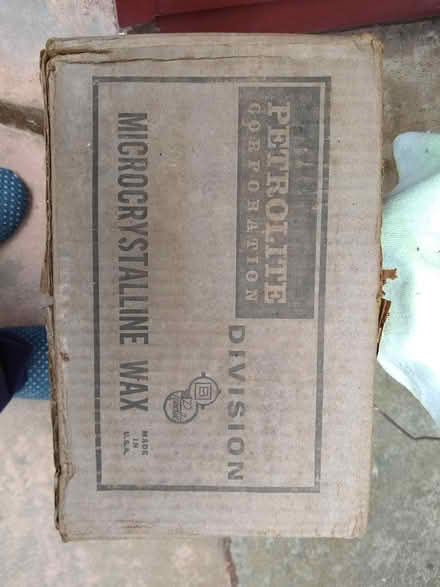 PETROLITE
CORPORATION
DIVISION
MICROCRYSTALLINE WAX
MADE
IN
U.S.A.